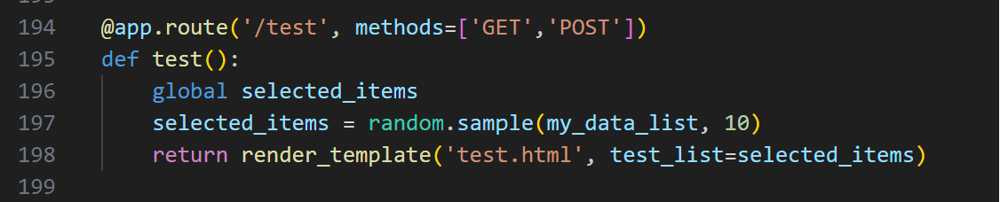 194 @app.route('/test', methods=['GET','POST'])
195 def test():
196 global selected_items
197 selected_items = random.sample(my_data_list, 10)
198 return render_template('test.html', test_list=selected_items)
199